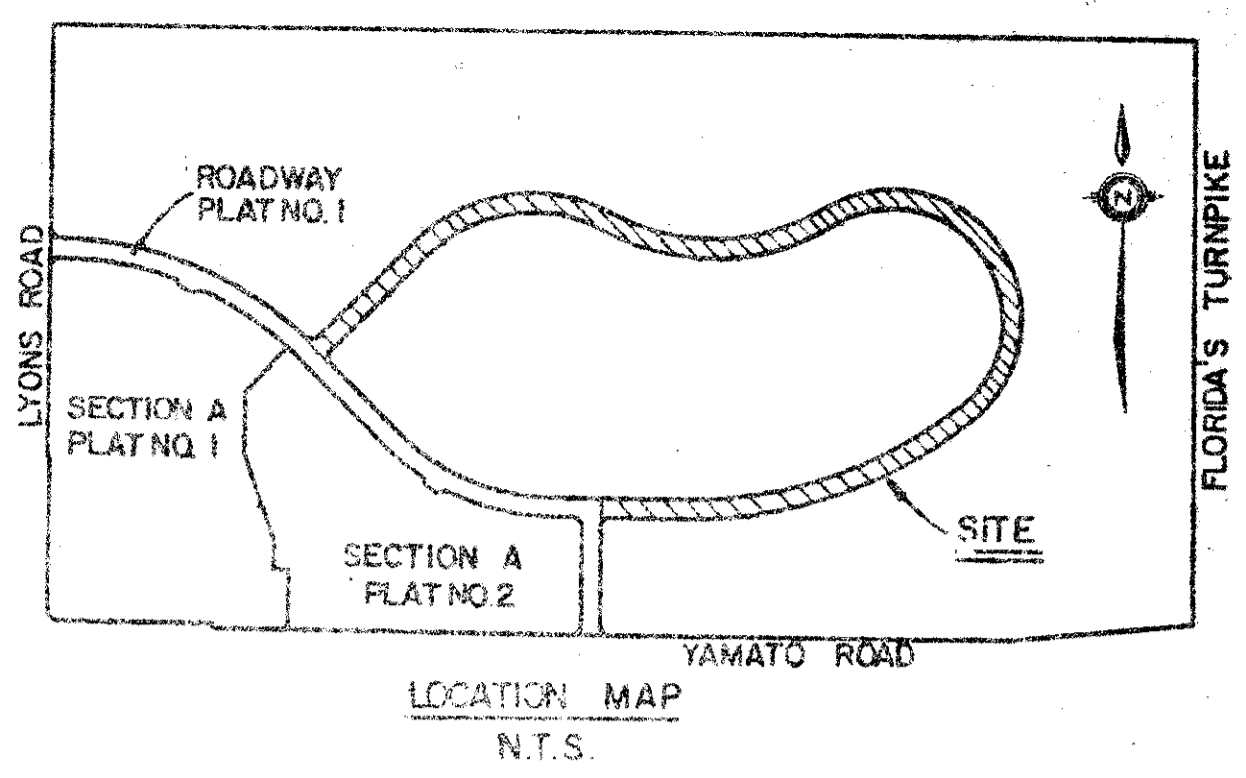 ROADWAY
PLAT NO. 1
LYONS ROAD
N
FLORIDA'S TURNPIKE
SECTION A
PLAT NO. 1
SITE
SECTION A
PLAT NO. 2
YAMATO ROAD
LOCATION MAP
N.T.S.